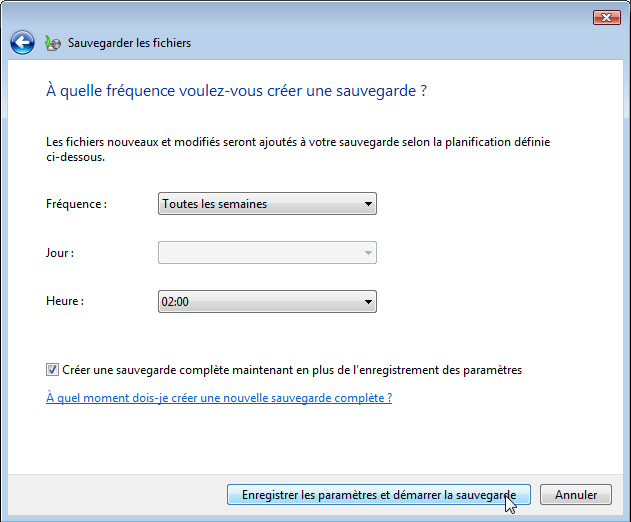 Sauvegarder les fichiers
À quelle fréquence voulez-vous créer une sauvegarde ?
Les fichiers nouveaux et modifiés seront ajoutés à votre sauvegarde selon la planification définie
ci-dessous.
Fréquence : Toutes les semaines
Jour :
Heure : 02:00
Créer une sauvegarde complète maintenant en plus de l'enregistrement des paramètres
À quel moment dois-je créer une nouvelle sauvegarde complète ?
Enregistrer les paramètres et démarrer la sauvegarde Annuler